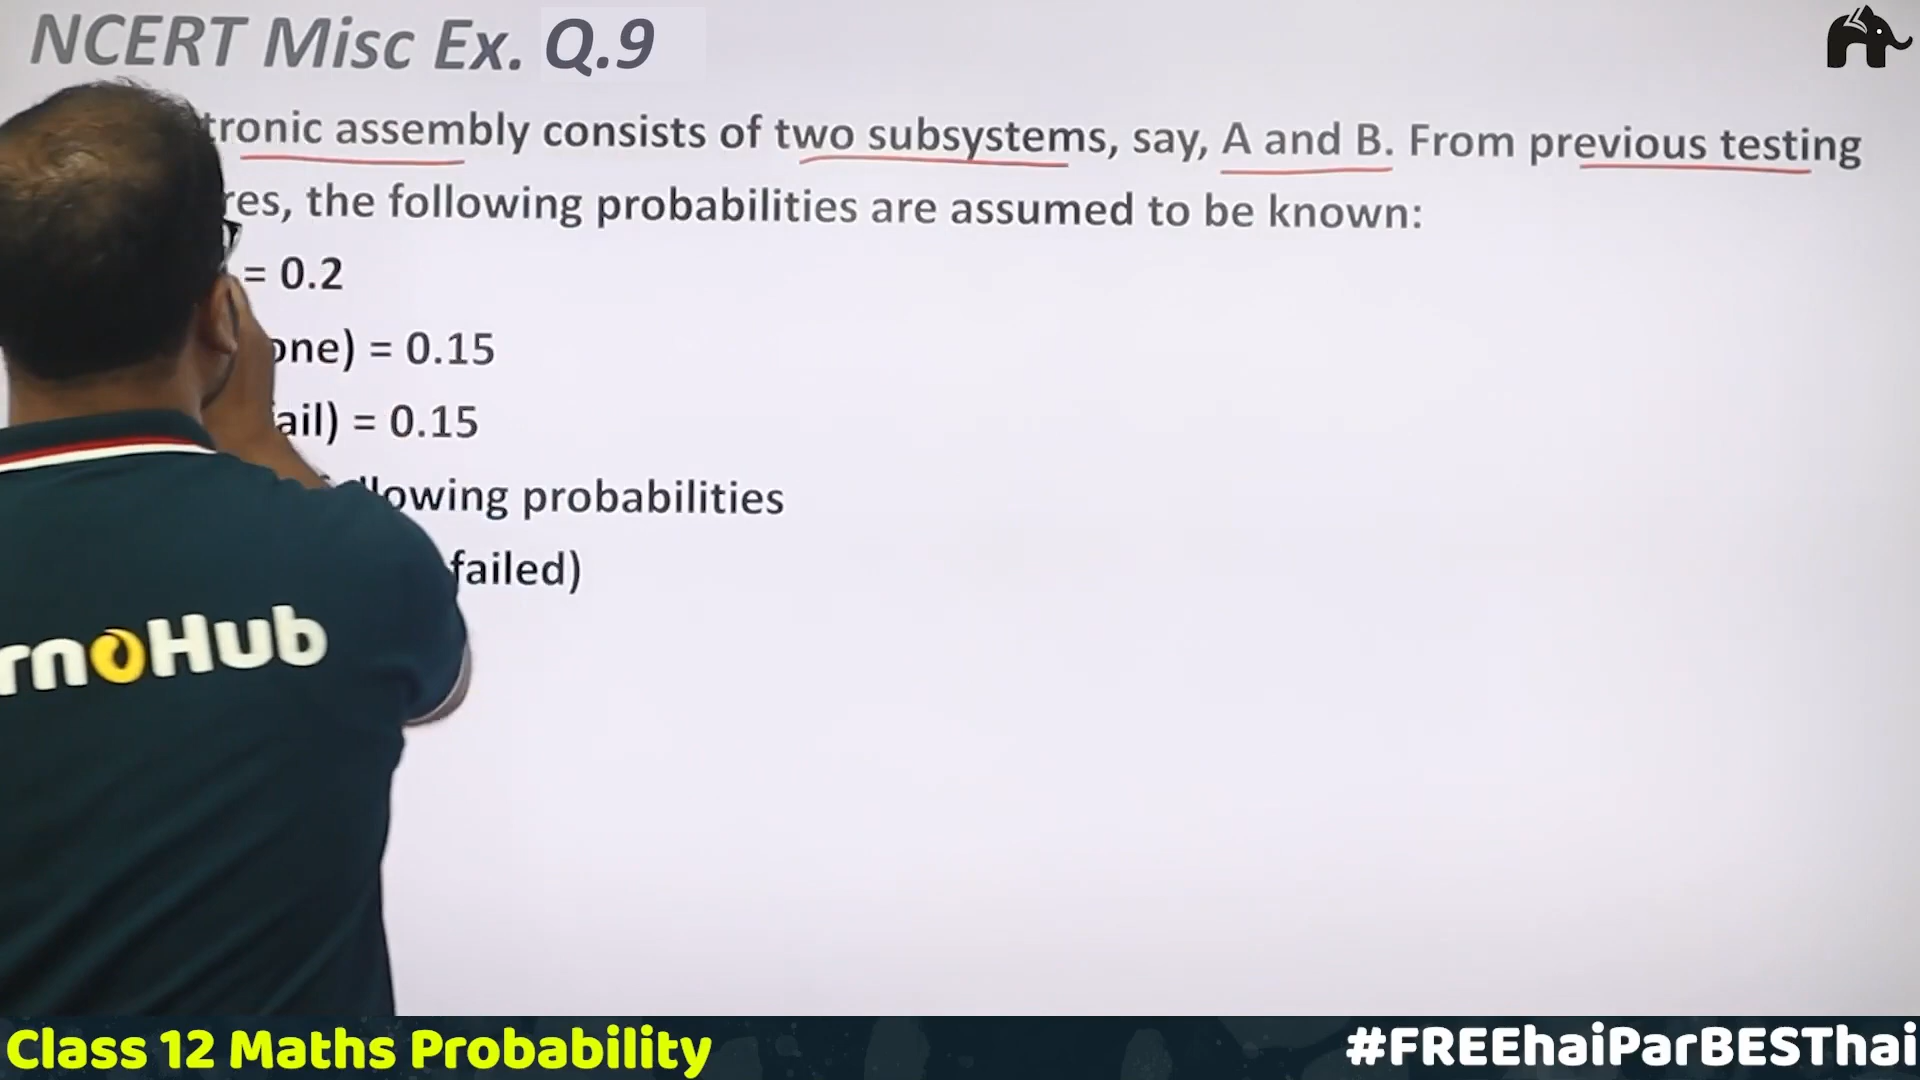 NCERT Misc Ex. Q.9
tronic assembly consists of two subsystems, say, A and B. From previous testing
res, the following probabilities are assumed to be known:
= 0.2
one) = 0.15
ail) = 0.15
llowing probabilities
failed)
rnoHub
Class 12 Maths Probability
#FREEhaiParBESThai